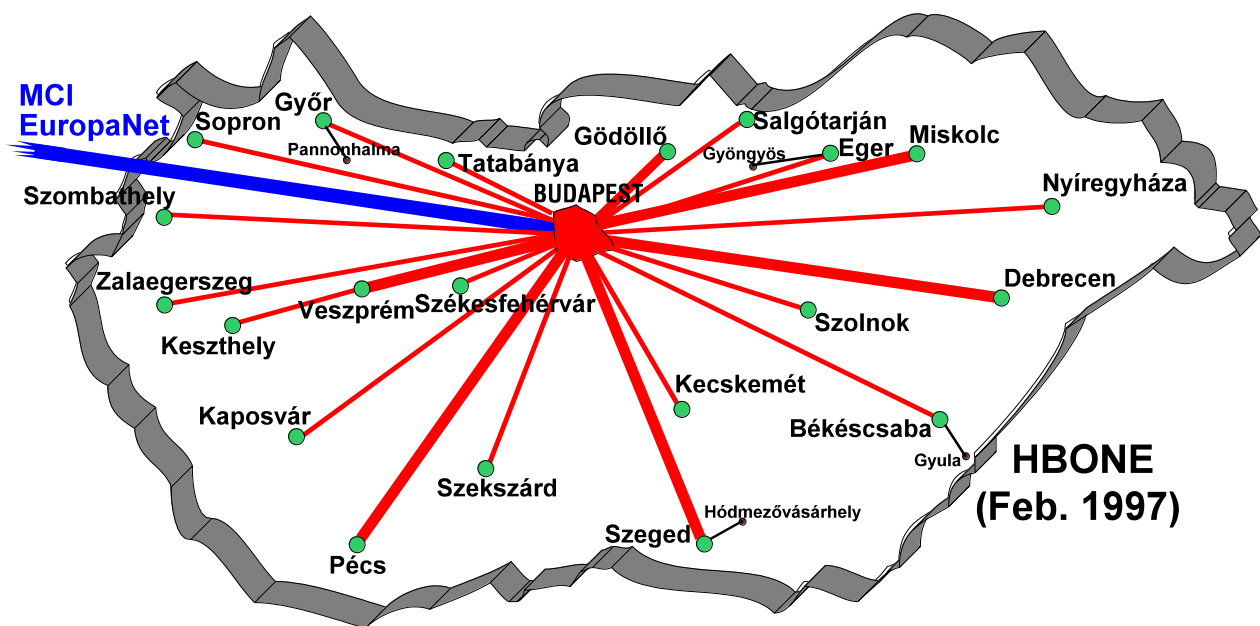 MCI
EuropaNet
Győr
Sopron
Pannonhalma
Tatabánya
Gödöllő
Salgótarján
Gyöngyös
Eger
Miskolc
BUDAPEST
Nyíregyháza
Szombathely
Zalaegerszeg
Veszprém
Székesfehérvár
Keszthely
Debrecen
Szolnok
Kaposvár
Kecskemét
Békéscsaba
Gyula
HBONE
(Feb. 1997)
Szekszárd
Hódmezővásárhely
Szeged
Pécs